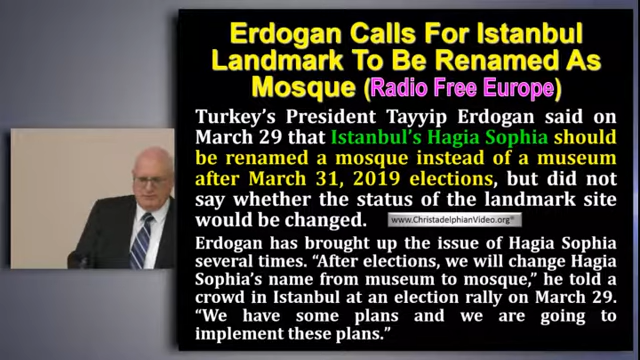 Erdogan Calls For Istanbul
Landmark To Be Renamed As
Mosque (Radio Free Europe)
Turkey's President Tayyip Erdogan said on
March 29 that Istanbul's Hagia Sophia should
be renamed a mosque instead of a museum
after March 31, 2019 elections, but did not
say whether the status of the landmark site
would be changed.
www.ChristadelphianVideo.org®
Erdogan has brought up the issue of Hagia Sophia
several times. “After elections, we will change Hagia
Sophia's name from museum to mosque,” he told a
crowd in Istanbul at an election rally on March 29.
“We have some plans and we are going to
implement these plans.”